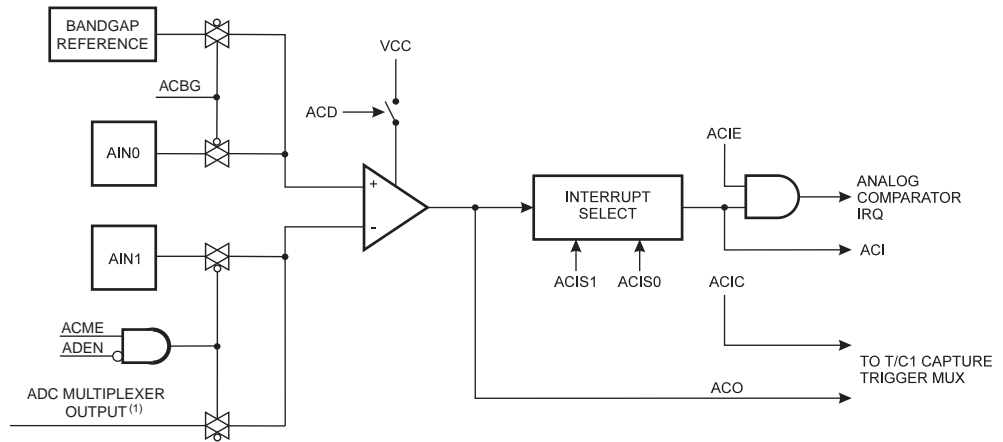 BANDGAP
REFERENCE
ACBG
AIN0
VCC
ACD
+
-
AIN1
ACME
ADEN
ADC MULTIPLEXER
OUTPUT (1)
INTERRUPT
SELECT
ACIS1
ACIS0
ACIE
ANALOG
COMPARATOR
IRQ
ACI
ACIC
TO T/C1 CAPTURE
TRIGGER MUX
ACO